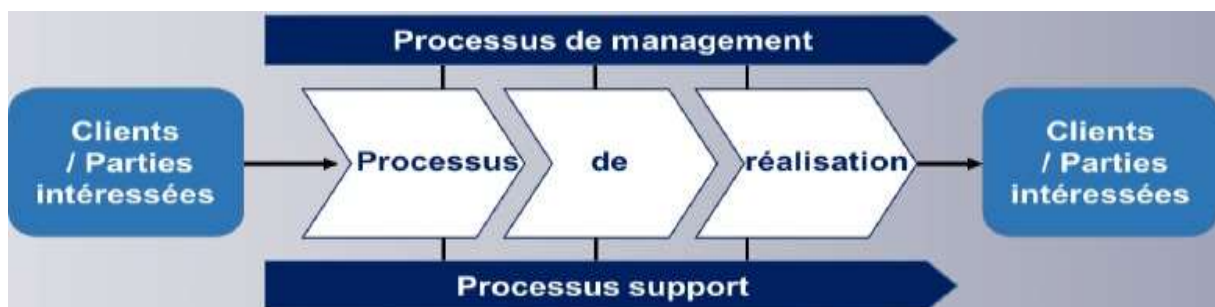 Processus de management
Clients
/ Parties
intéressées
Processus de réalisation
Clients
/ Parties
intéressées
Processus support